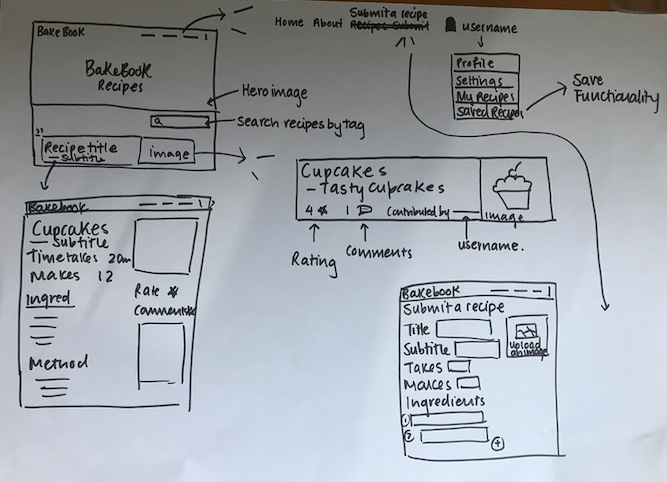 BakeBook
BakeBook
Recipes
Hero image
Search recipes by tag
Recipe title
Subtitle
image
Submit a recipe
Home About Recipes Submit
username
Profile
Settings
My Recipes
Saved Recipes
Save
Functionality
Cupcakes
- Tasty cupcakes
4 1 Contributed by
image
Rating
Comments
username.
Bakebook
Cupcakes
Subtitle
Time takes 20m
Makes 12
Ingred
Method
Rate
Comments
Bakebook
Submit a recipe
Title
Subtitle
Takes
Makes
upload
an image
Ingredients
1
2
+